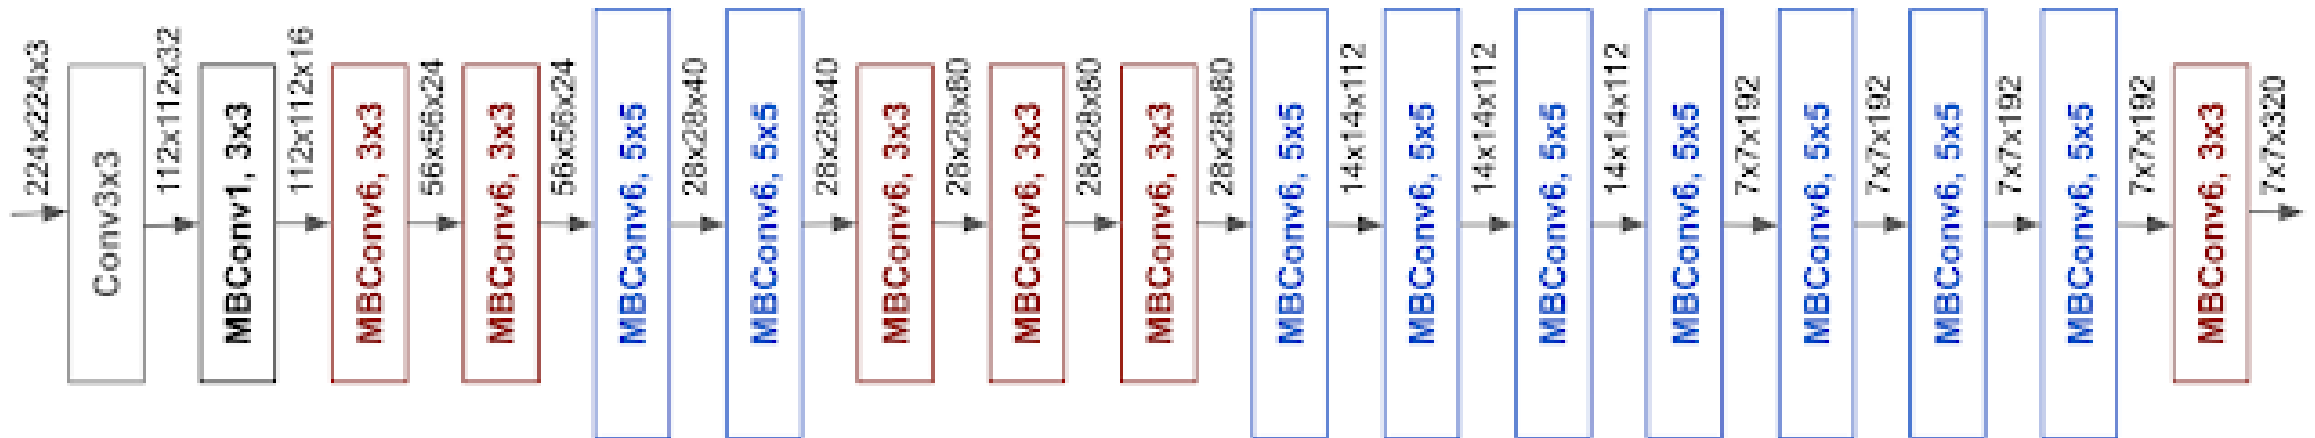 224x224x3
Conv3x3
112x112x32
MBConv1, 3x3
112x112x16
MBConv6, 3x3
56x56x24
MBConv6, 3x3
56x56x24
MBConv6, 5x5
28x28x40
MBConv6, 5x5
28x28x40
MBConv6, 3x3
28x28x80
MBConv6, 3x3
28x28x80
MBConv6, 3x3
28x28x80
MBConv6, 5x5
14x14x112
MBConv6, 5x5
14x14x112
MBConv6, 5x5
14x14x112
MBConv6, 5x5
7x7x192
MBConv6, 5x5
7x7x192
MBConv6, 5x5
7x7x192
MBConv6, 5x5
7x7x192
MBConv6, 3x3
7x7x320